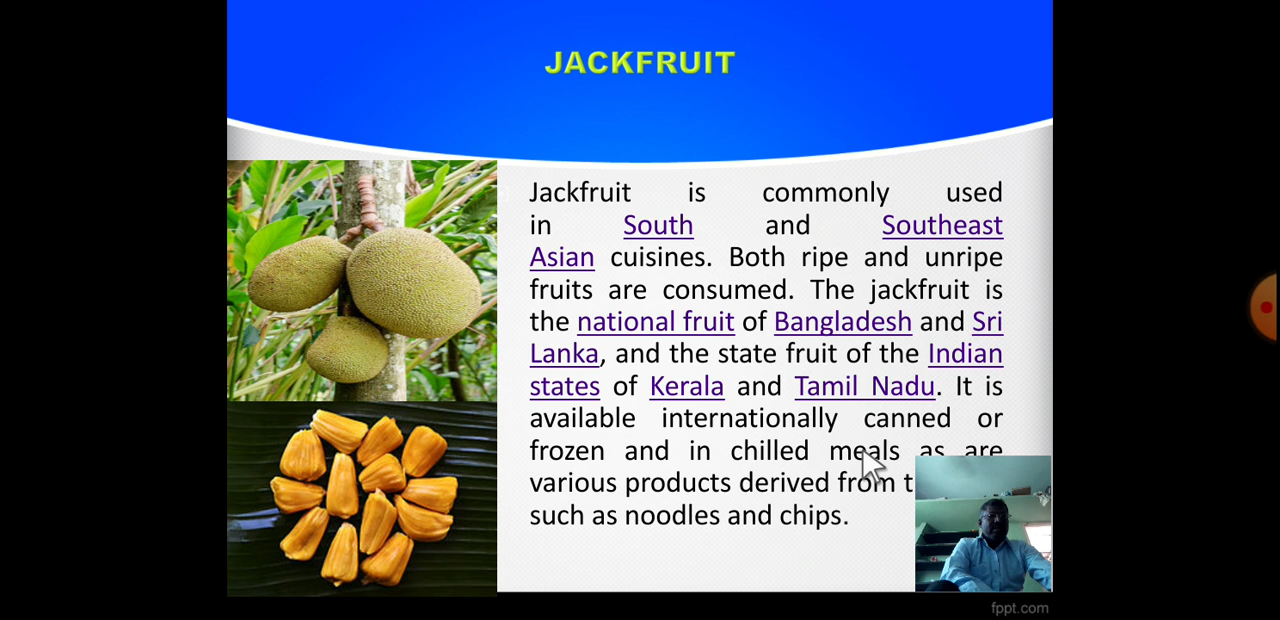 JACKFRUIT
Jackfruit is commonly used
in South and Southeast
Asian cuisines. Both ripe and unripe
fruits are consumed. The jackfruit is
the national fruit of Bangladesh and Sri
Lanka, and the state fruit of the Indian
states of Kerala and Tamil Nadu. It is
available internationally canned or
frozen and in chilled meals as are
various products derived from
such as noodles and chips.
fppt.com